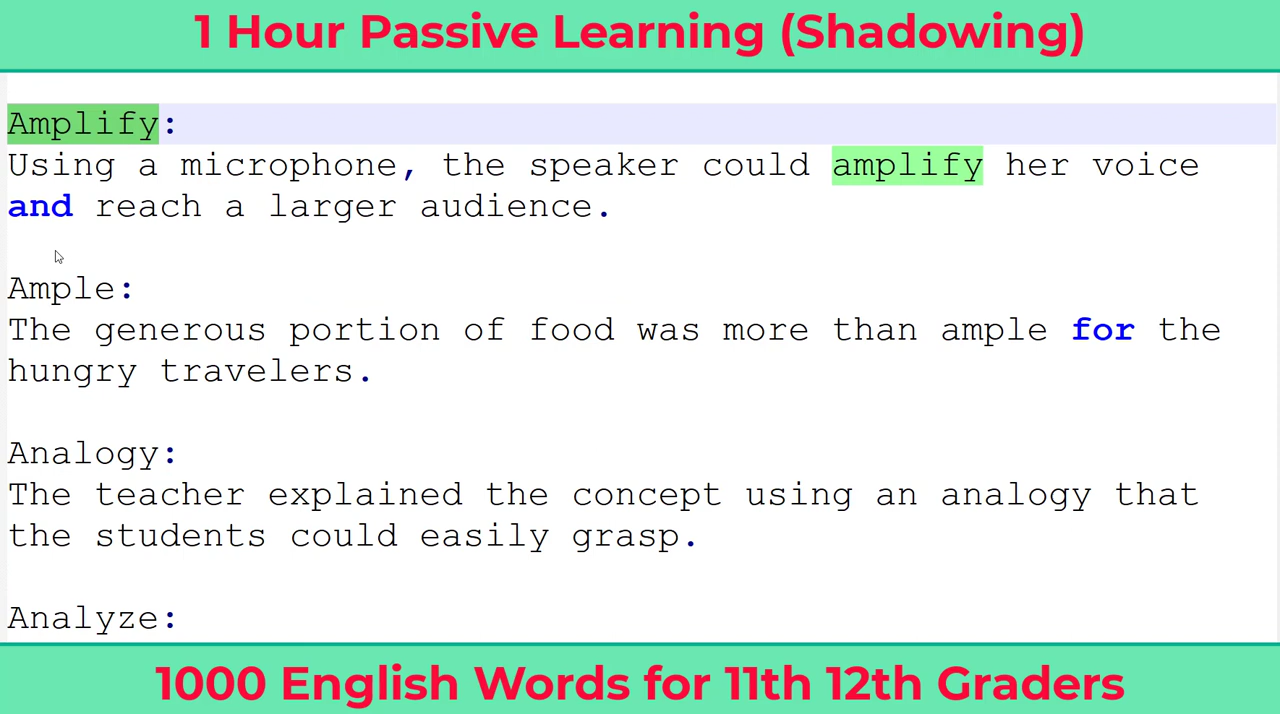 1 Hour Passive Learning (Shadowing)
Amplify:
Using a microphone, the speaker could amplify her voice
and reach a larger audience.
Ample:
The generous portion of food was more than ample for the
hungry travelers.
Analogy:
The teacher explained the concept using an analogy that
the students could easily grasp.
Analyze:
1000 English Words for 11th 12th Graders